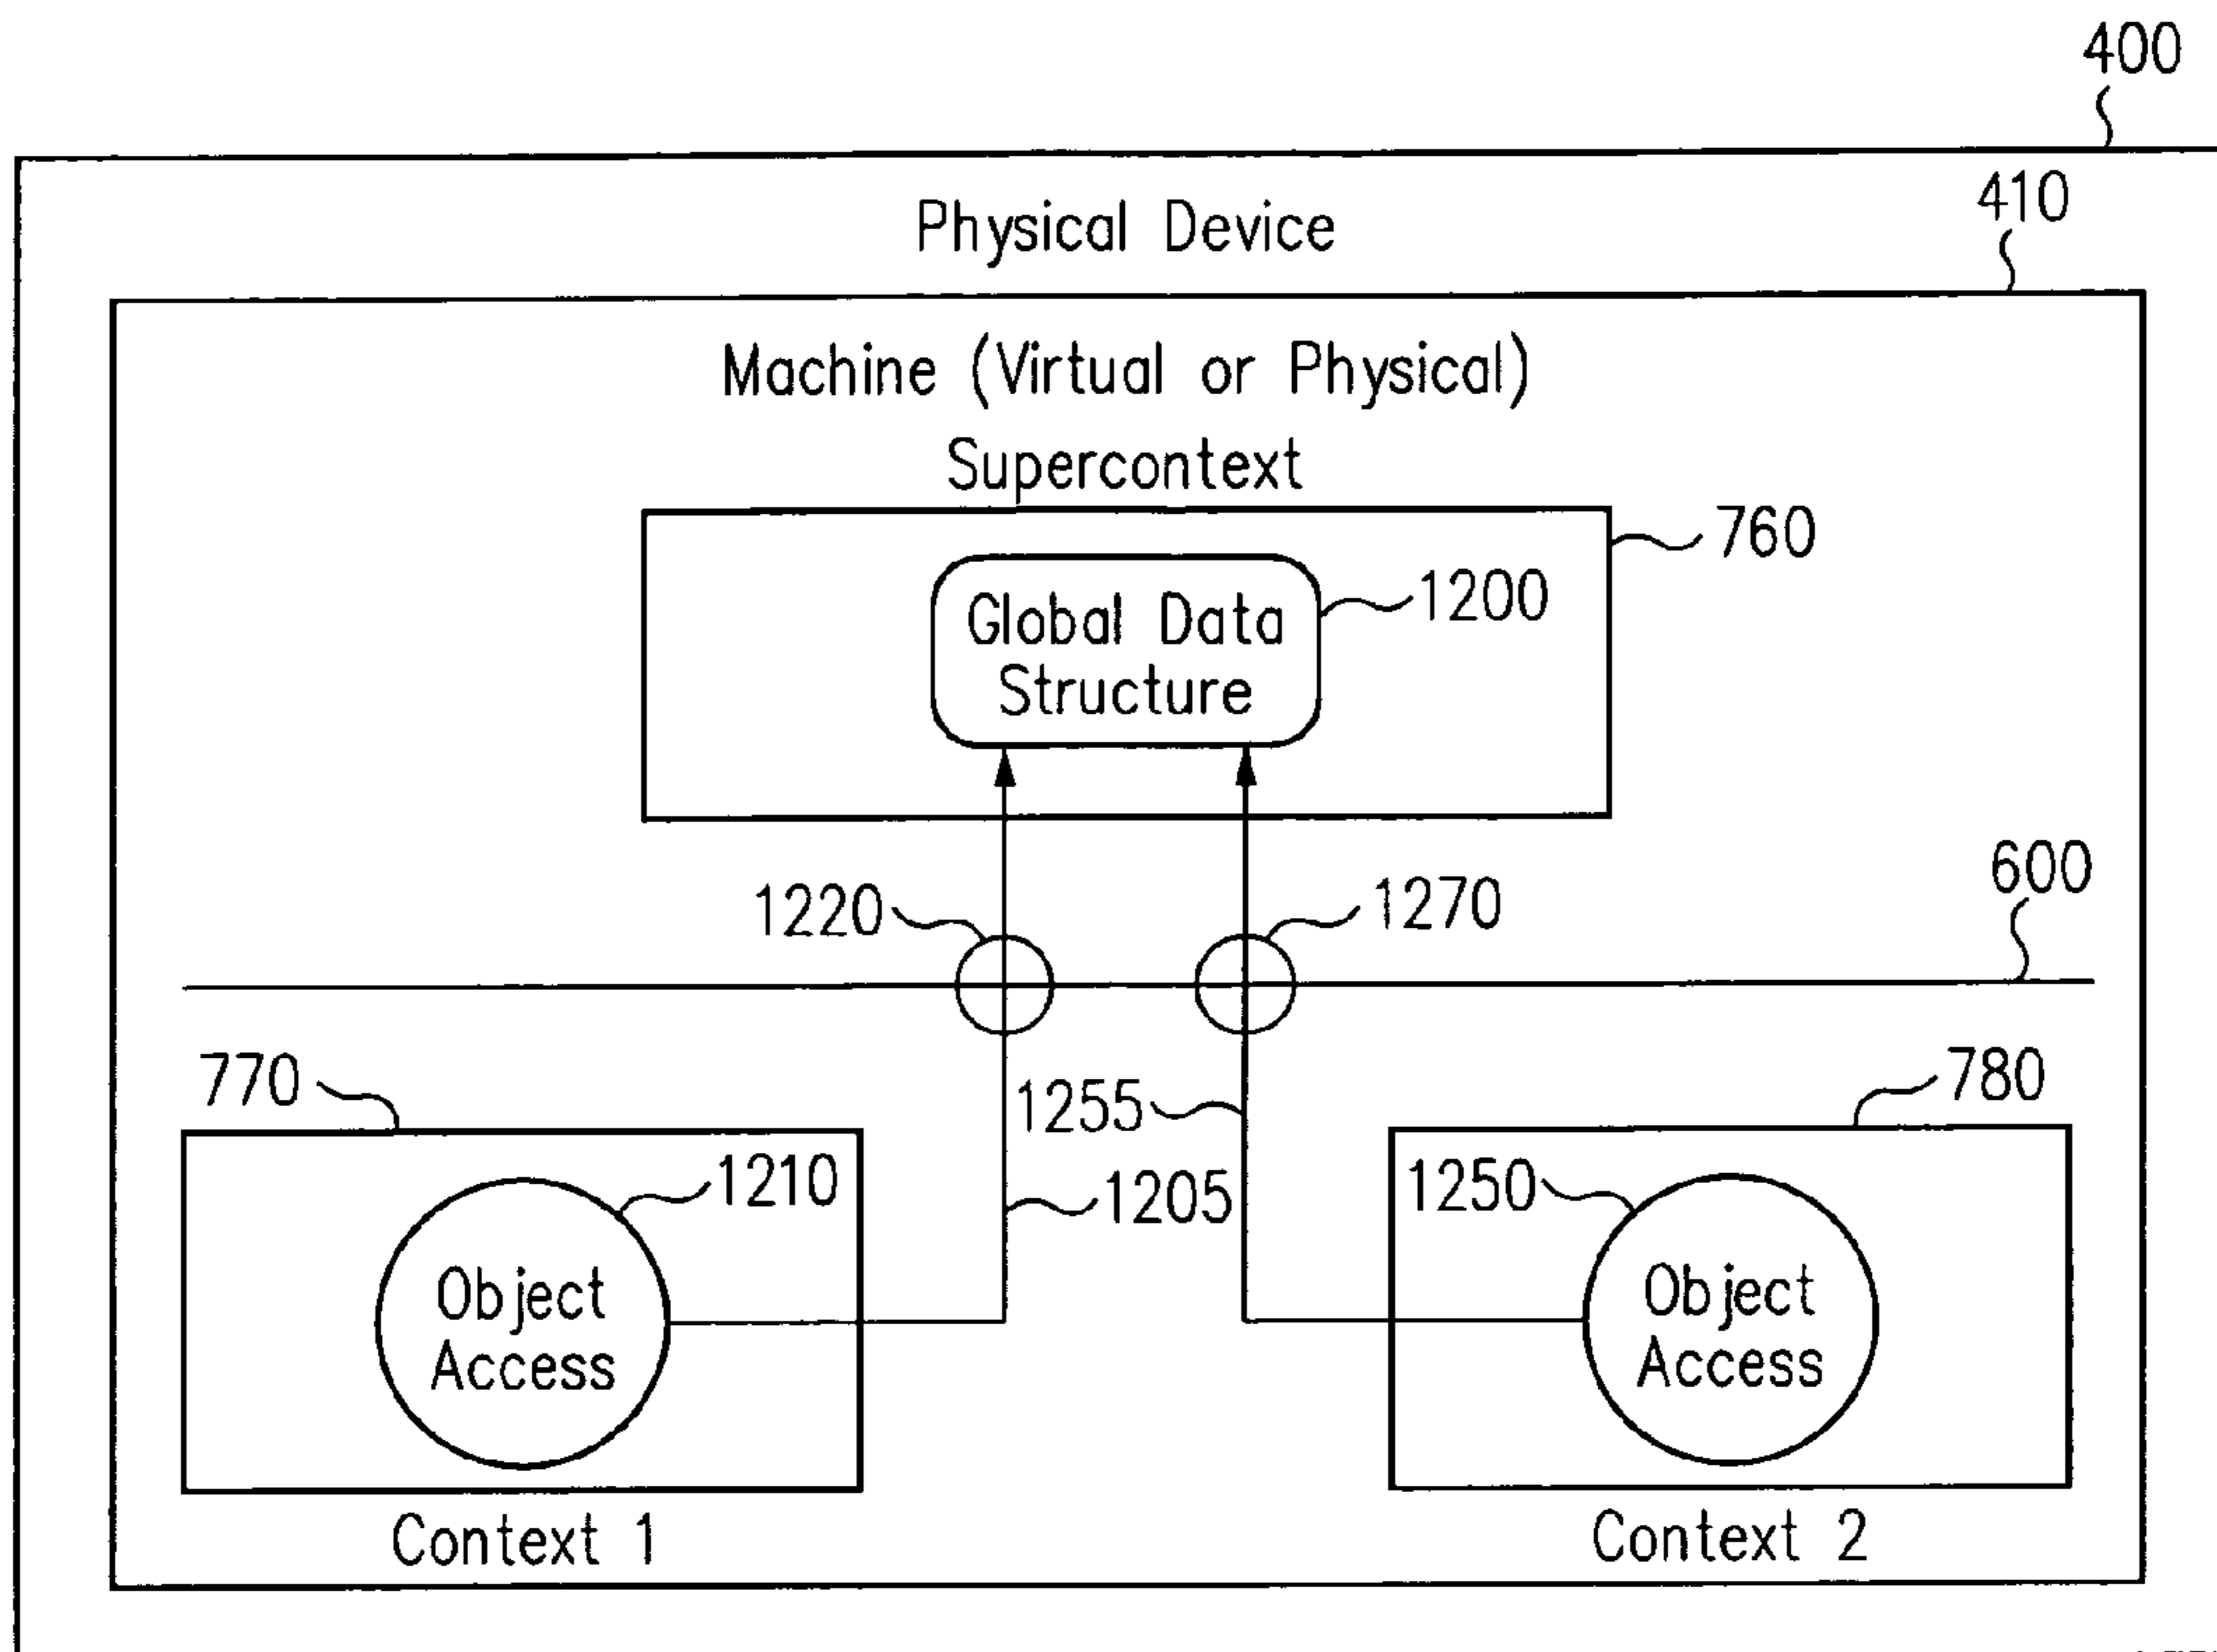 400
410
Physical Device
Machine (Virtual or Physical)
Supercontext
760
1200
Global Data
Structure
600
1220
1270
770
780
1255
1210
1205
1250
Object
Access
Object
Access
Context 1
Context 2